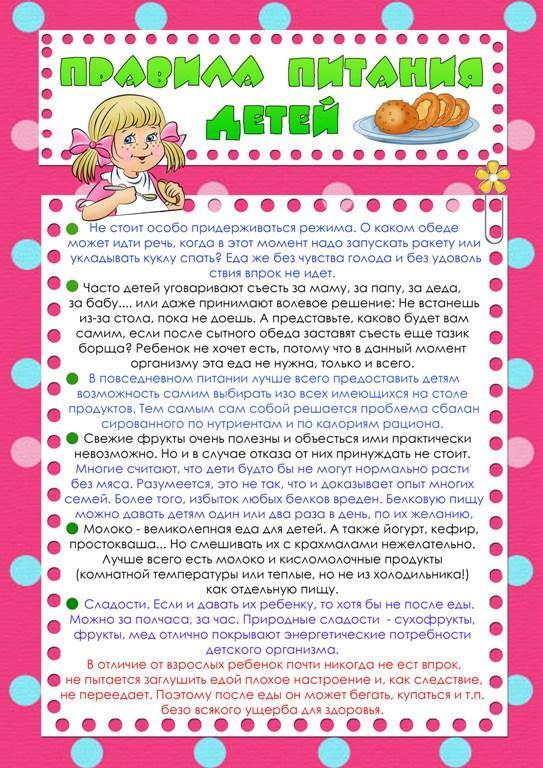 ПРАВИЛА ПИТАНИЯ
ДЕТЕЙ
Не стоит особо придерживаться режима. О каком обеде
может идти речь, когда в этот момент надо запускать ракету или
укладывать куклу спать? Еда же без чувства голода и без удоволь
ствия впрок не идет.
Часто детей уговаривают съесть за маму, за папу, за деда,
за бабу.... или даже принимают волевое решение: Не встанешь
из-за стола, пока не доешь. А представьте, каково будет вам
самим, если после сытного обеда заставят съесть еще тазик
борща? Ребенок не хочет есть, потому что в данный момент
организму эта еда не нужна, только и всего.
В повседневном питании лучше всего предоставить детям
возможность самим выбирать изо всех имеющихся на столе
продуктов. Тем самым сам собой решается проблема сбалан
сированного по нутриентам и по калориям рациона.
Свежие фрукты очень полезны и объесться ими практически
невозможно. Но и в случае отказа от них принуждать не стоит.
Многие считают, что дети будто бы не могут нормально расти
без мяса. Разумеется, это не так, что и доказывает опыт многих
семей. Более того, избыток любых белков вреден. Белковую пищу
можно давать детям один или два раза в день, по их желанию,
Молоко - великолепная еда для детей. А также йогурт, кефир,
простокваша... Но смешивать их с крахмалами нежелательно.
Лучше всего есть молоко и кисломолочные продукты
(комнатной температуры или теплые, но не из холодильника!)
как отдельную пищу.
Сладости. Если и давать их ребенку, то хотя бы не после еды.
Можно за полчаса, за час. Природные сладости - сухофрукты,
фрукты, мед отлично покрывают энергетические потребности
детского организма.
В отличие от взрослых ребенок почти никогда не ест впрок,
не пытается заглушить едой плохое настроение и, как следствие,
не переедает. Поэтому после еды он может бегать, купаться и т.п.
безо всякого ущерба для здоровья.